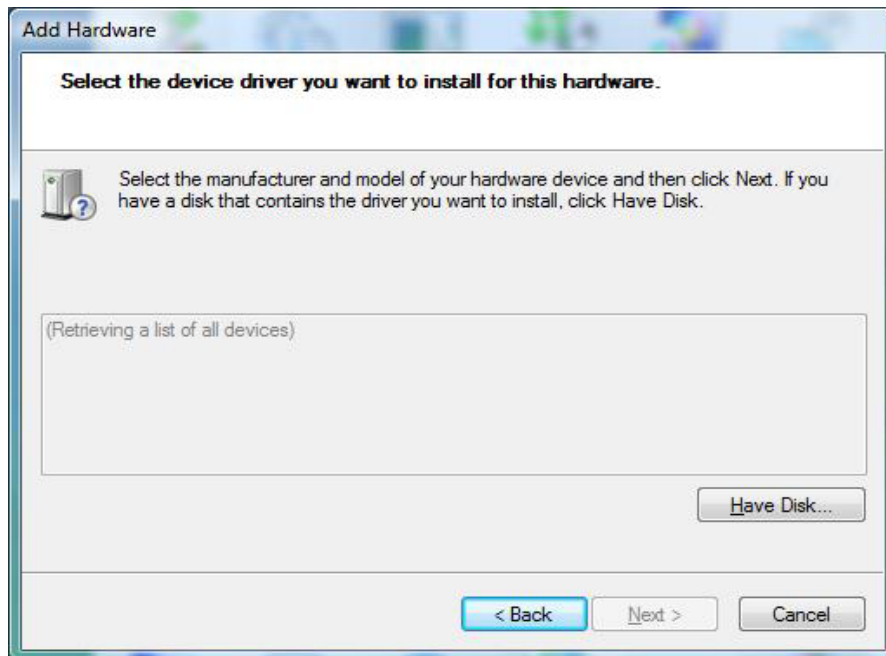 Add Hardware
Select the device driver you want to install for this hardware.
Select the manufacturer and model of your hardware device and then click Next. If you
have a disk that contains the driver you want to install, click Have Disk.
(Retrieving a list of all devices)
Have Disk...
< Back Next > Cancel